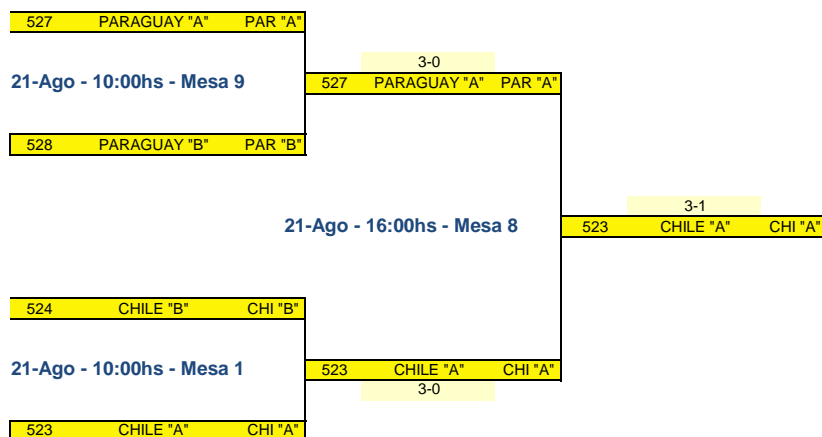 527 PARAGUAY "A" PAR "A"
3-0
21-Ago - 10:00hs - Mesa 9
527 PARAGUAY "A" PAR "A"
528 PARAGUAY "B" PAR "B"
3-1
21-Ago - 16:00hs - Mesa 8
523 CHILE "A" CHI "A"
524 CHILE "B" CHI "B"
21-Ago - 10:00hs - Mesa 1
523 CHILE "A" CHI "A"
3-0
523 CHILE "A" CHI "A"